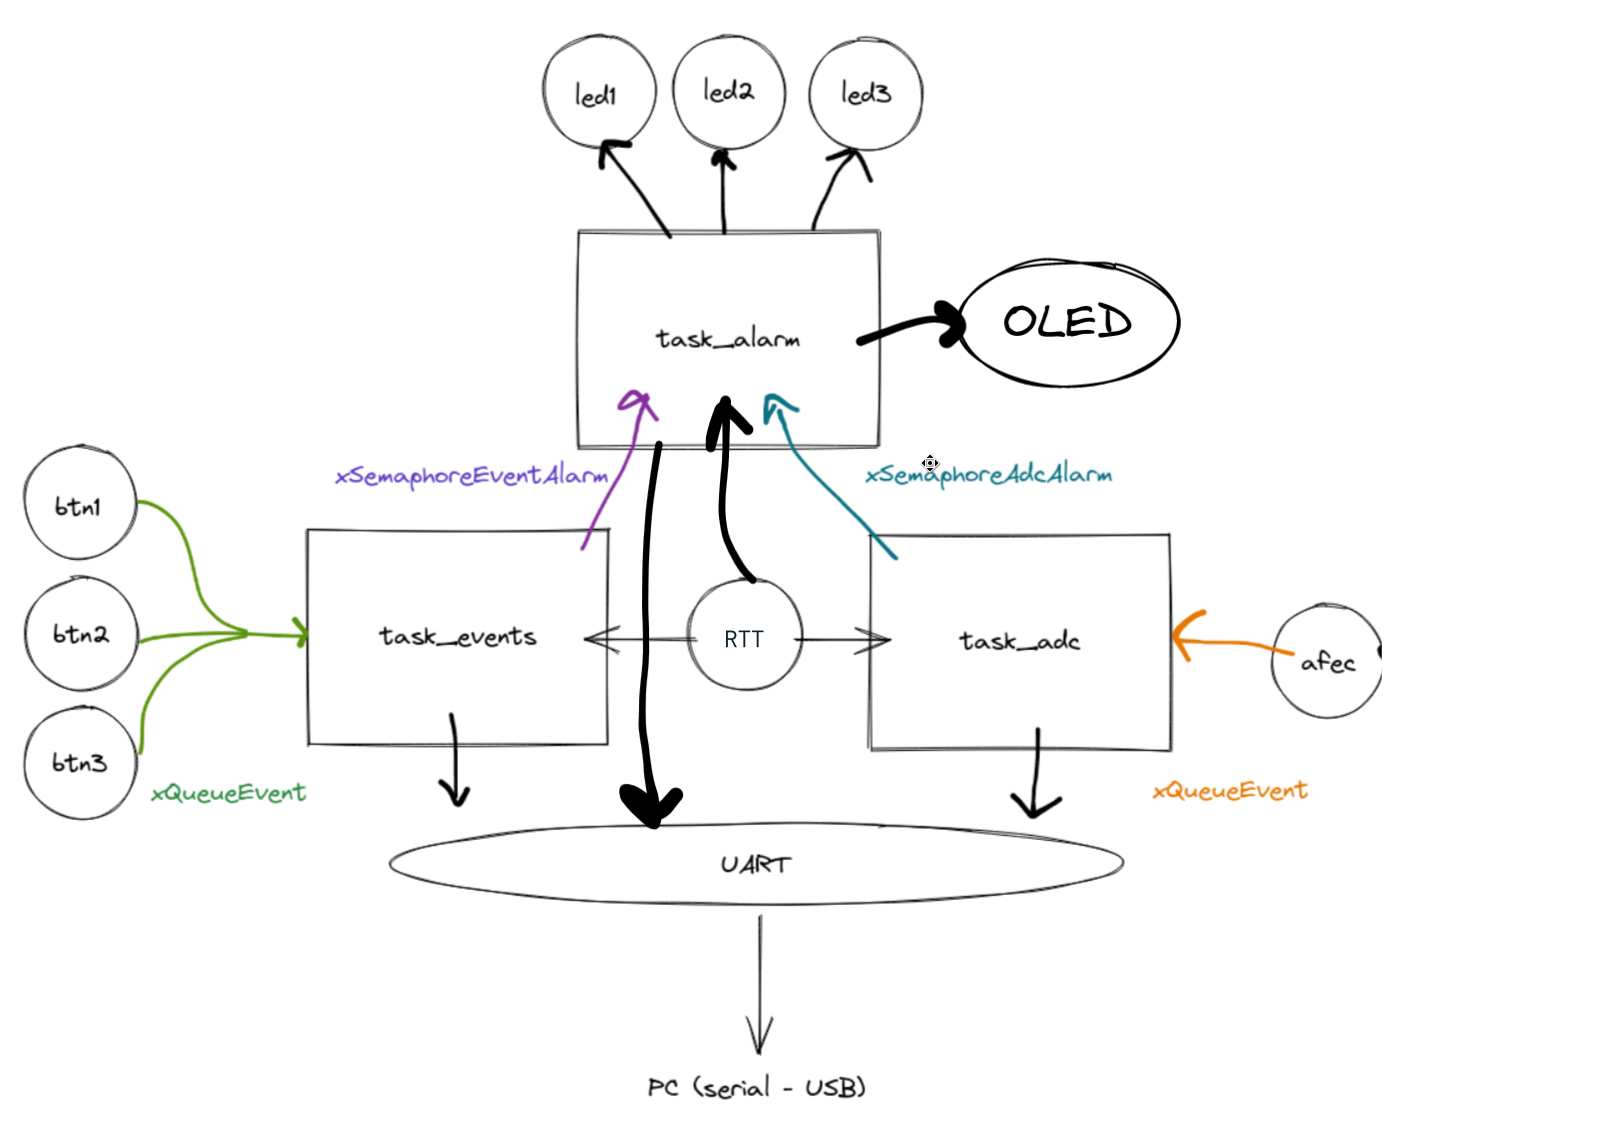 led1
led2
led3
task_alarm
OLED
xSemaphoreEventAlarm
xSemaphoreAdcAlarm
btn1
btn2
btn3
task_events
RTT
task_adc
afec
xQueueEvent
xQueueEvent
UART
PC (serial - USB)